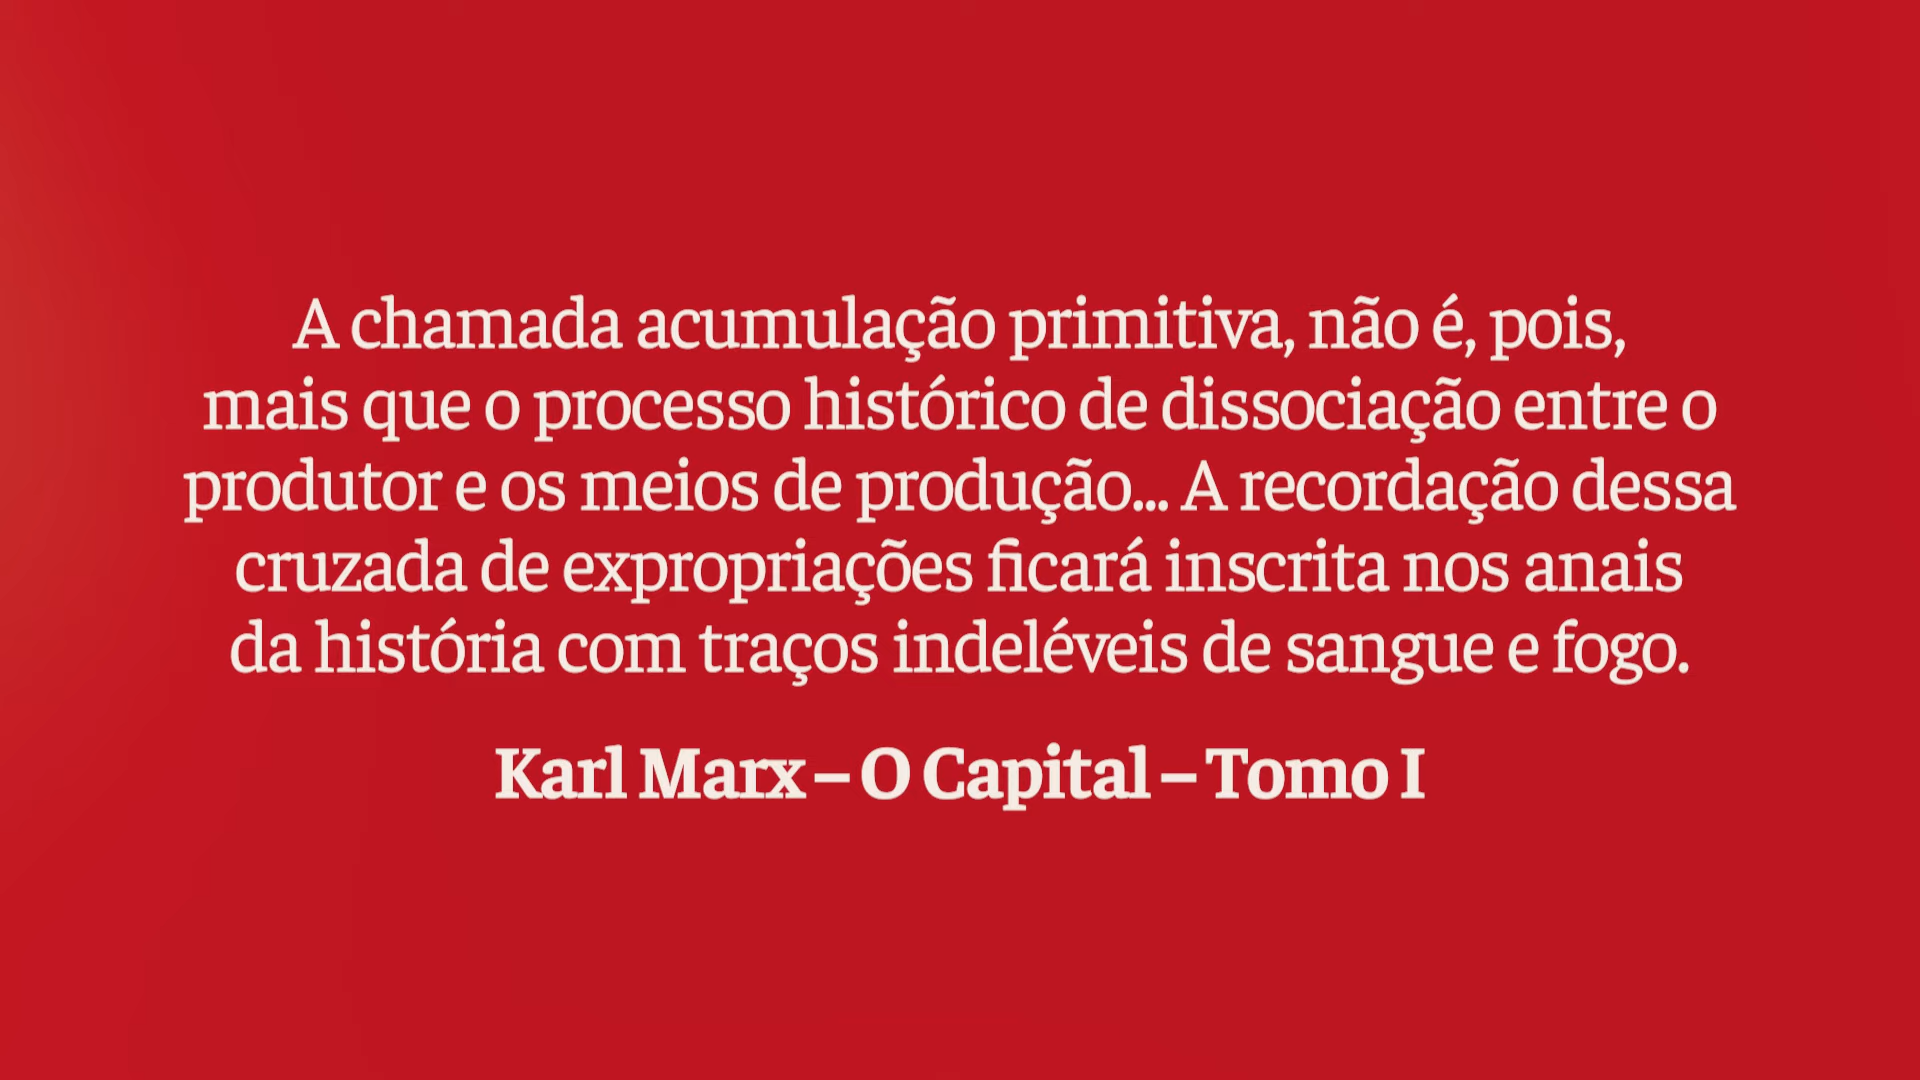 A chamada acumulação primitiva, não é, pois,
mais que o processo histórico de dissociação entre o
produtor e os meios de produção... A recordação dessa
cruzada de expropriações ficará inscrita nos anais
da história com traços indeléveis de sangue e fogo.
Karl Marx – O Capital – Tomo I